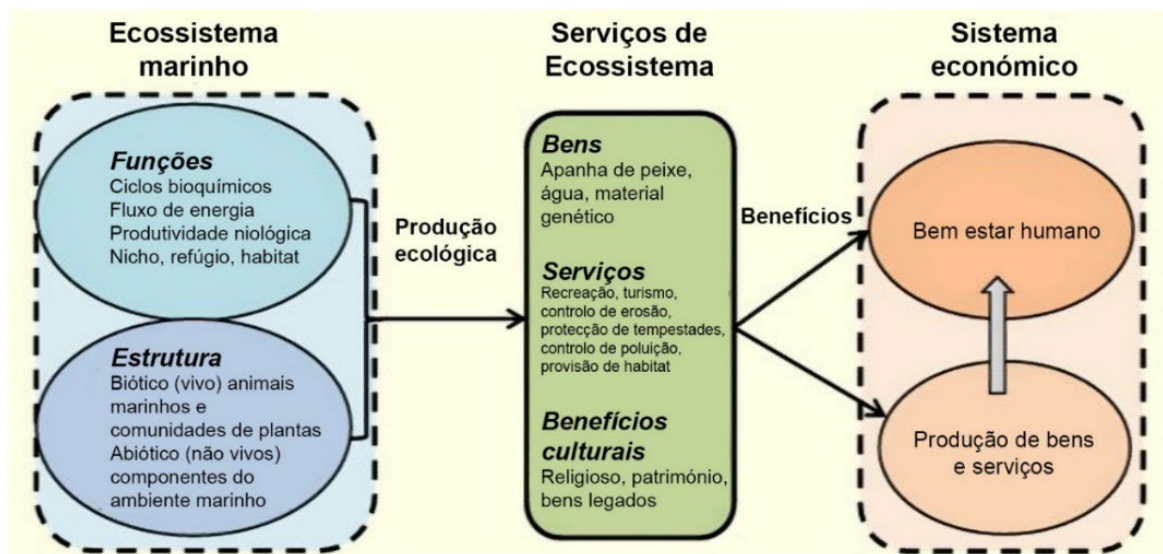 Ecossistema
marinho
Funções
Ciclos bioquímicos
Fluxo de energia
Produtividade niológica
Nicho, refúgio, habitat
Estrutura
Biótico (vivo) animais
marinhos e
comunidades de plantas
Abiótico (não vivos)
componentes do
ambiente marinho
Produção
ecológica
Serviços de
Ecossistema
Bens
Apanha de peixe,
água, material
genético
Serviços
Recreação, turismo,
controlo de erosão,
protecção de tempestades,
controlo de poluição,
provisão de habitat
Benefícios
culturais
Religioso, património,
bens legados
Benefícios
Sistema
económico
Bem estar humano
Produção de bens
e serviços